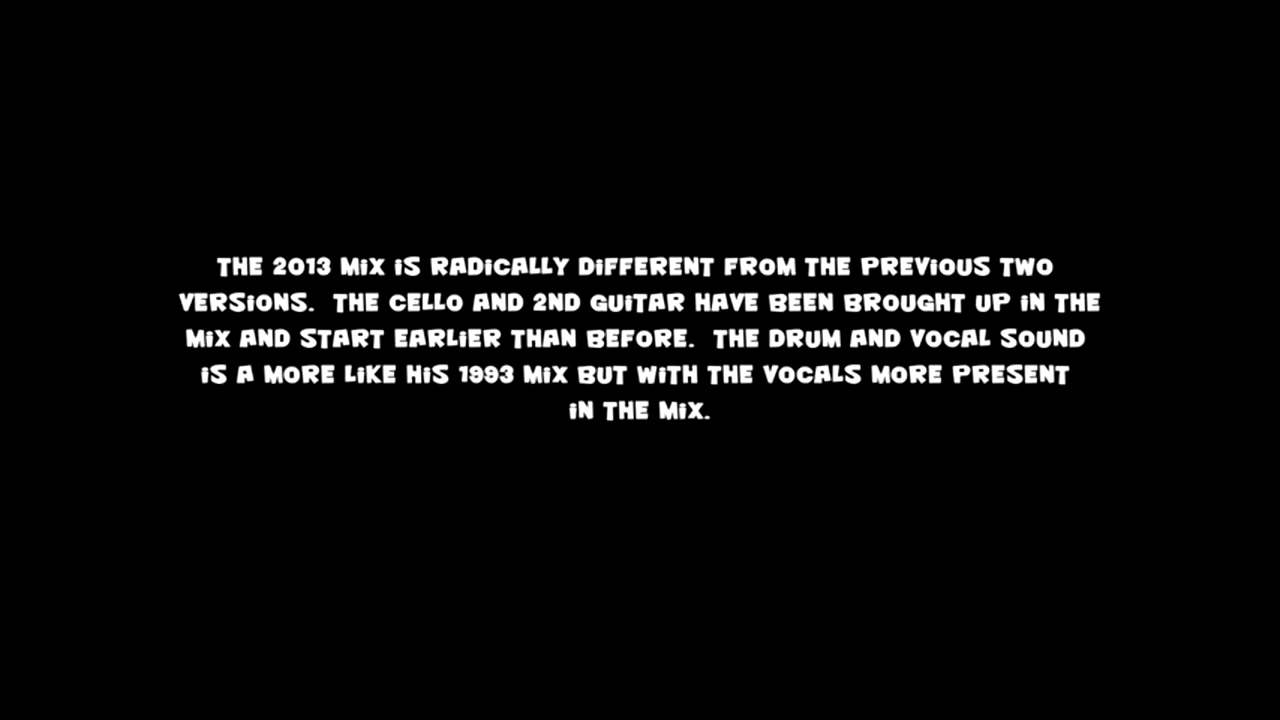 THE 2013 MiX iS RADiCALLY DiFFERENT FROM THE PREViOUS TWO
VERSiONS.  THE CELLO AND 2ND GUiTAR HAVE BEEN BROUGHT UP iN THE
MiX AND START EARLiER THAN BEFORE.  THE DRUM AND VOCAL SOUND
iS A MORE LiKE HiS 1993 MiX BUT WiTH THE VOCALS MORE PRESENT
iN THE MiX.